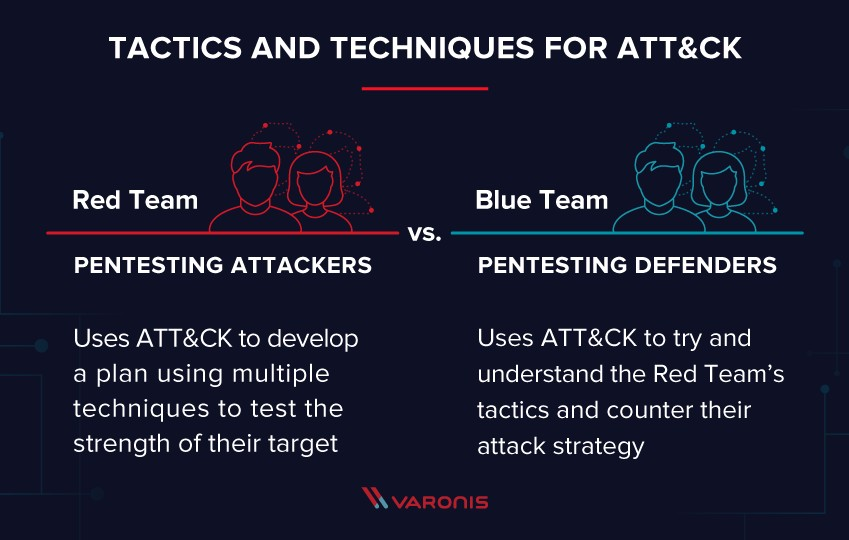 TACTICS AND TECHNIQUES FOR ATT&CK
Red Team
vs.
Blue Team
PENTESTING ATTACKERS
Uses ATT&CK to develop
a plan using multiple
techniques to test the
strength of their target
PENTESTING DEFENDERS
Uses ATT&CK to try and
understand the Red Team’s
tactics and counter their
attack strategy
VARONIS